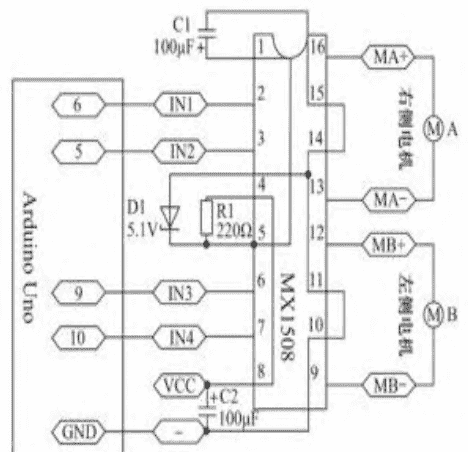 C1
100μF
+
1
16
MA+
6
IN1
2
15
右侧电机
M
A
5
IN2
3
14
4
13
MA-
D1
5.1V
R1
220Ω
5
12
MB+
Arduino Uno
MX1508
9
IN3
6
11
左侧电机
M
B
10
IN4
7
10
VCC
8
9
MB-
+
C2
100μF
GND
-